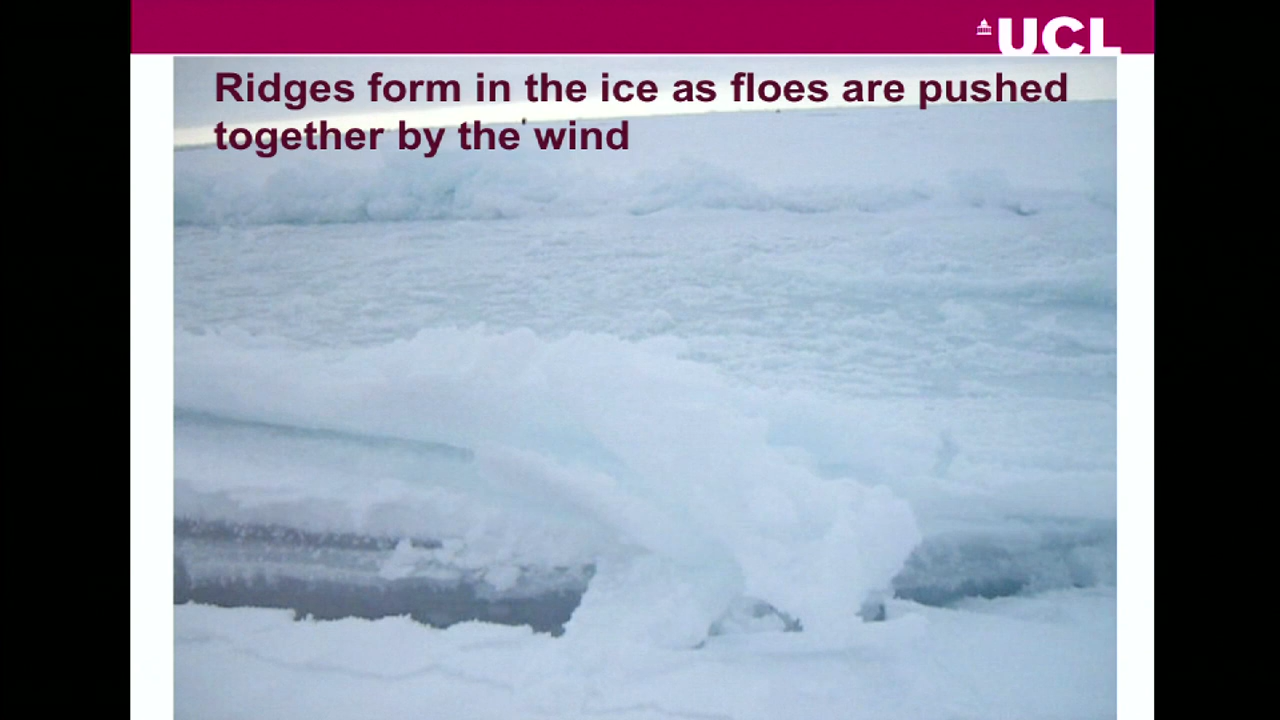 UCL
Ridges form in the ice as floes are pushed
together by the wind